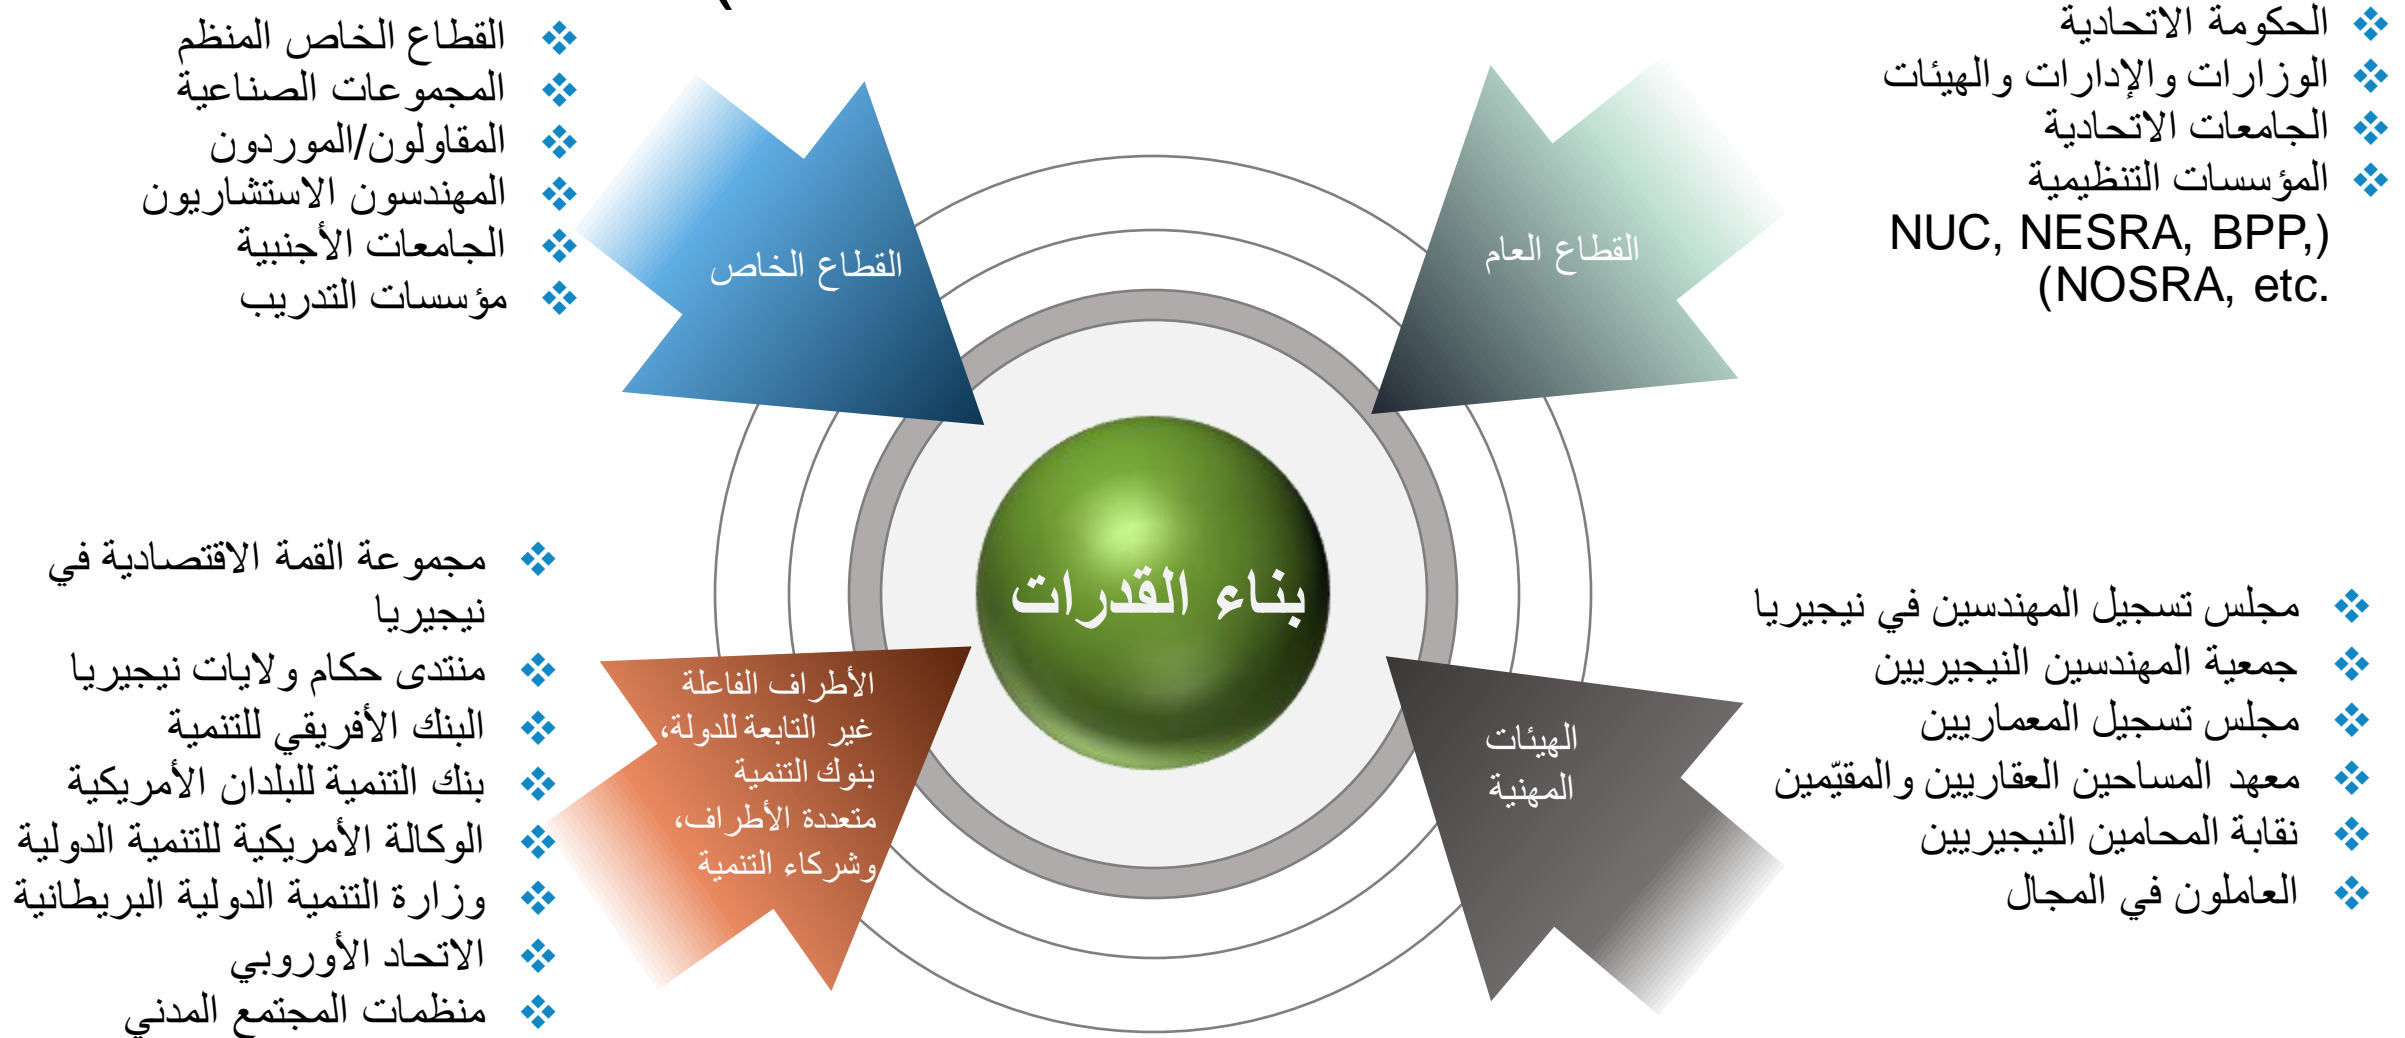 الحكومة الاتحادية
الوزارات والإدارات والهيئات
الجامعات الاتحادية
المؤسسات التنظيمية
NUC, NESRA, BPP,)
(NOSRA, etc.
القطاع العام
القطاع الخاص المنظم
المجموعات الصناعية
المقاولون/الموردون
المهندسون الاستشاريون
الجامعات الأجنبية
مؤسسات التدريب
القطاع الخاص
بناء القدرات
مجلس تسجيل المهندسين في نيجيريا
جمعية المهندسين النيجيريين
مجلس تسجيل المعماريين
معهد المساحين العقاريين والمقيّمين
نقابة المحامين النيجيريين
العاملون في المجال
الهيئات
المهنية
الأطراف الفاعلة
غير التابعة للدولة،
بنوك التنمية
متعددة الأطراف،
وشركاء التنمية
مجموعة القمة الاقتصادية في
نيجيريا
منتدى حكام ولايات نيجيريا
البنك الأفريقي للتنمية
بنك التنمية للبلدان الأمريكية
الوكالة الأمريكية للتنمية الدولية
وزارة التنمية الدولية البريطانية
الاتحاد الأوروبي
منظمات المجتمع المدني